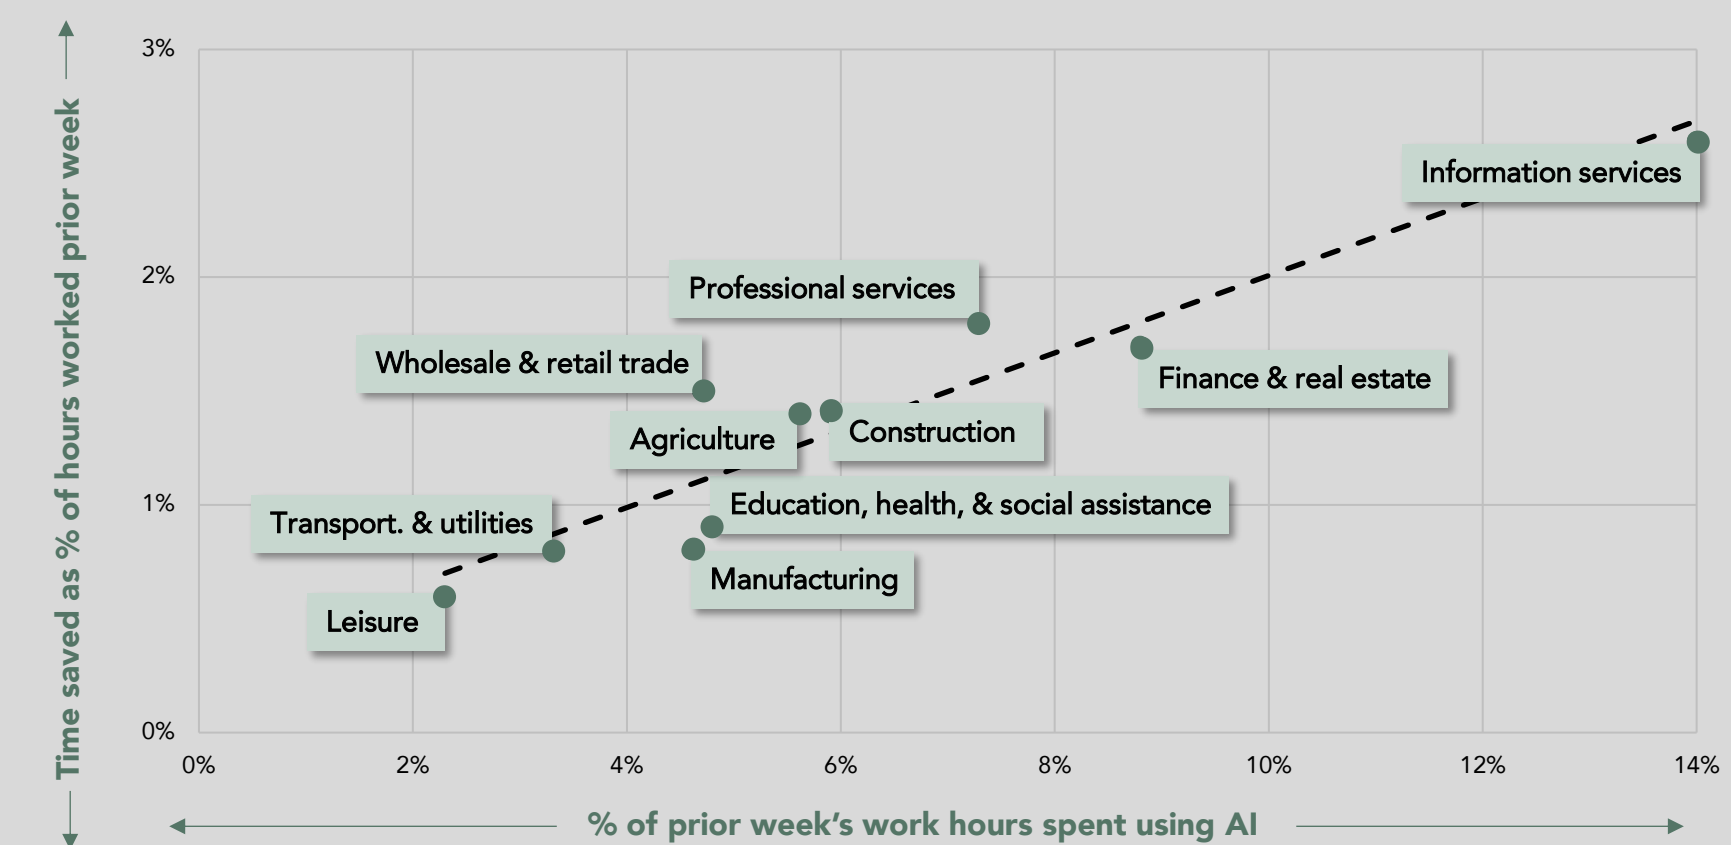 Time saved as % of hours worked prior week
3%
2%
1%
0%
Information services
Professional services
Wholesale & retail trade
Finance & real estate
Agriculture
Construction
Education, health, & social assistance
Transport. & utilities
Manufacturing
Leisure
0%
2%
4%
6%
8%
10%
12%
14%
% of prior week’s work hours spent using AI